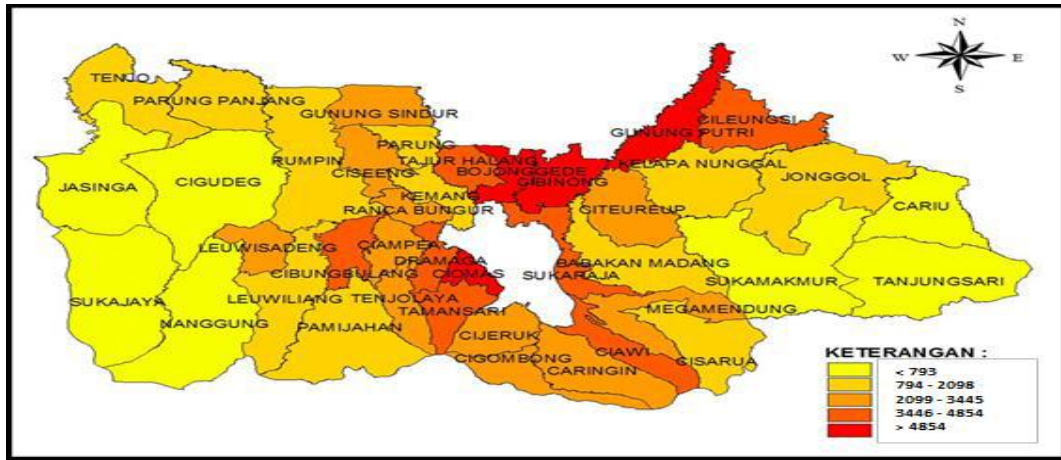 N
W E
S
TENJO
PARUNG PANJANG
GUNUNG SINDUR
CILEUNGSI
GUNUNG PUTRI
PARUNG
TAJUR HALANG
RUMPIN
CISEENG
BOJONGGEDE
KELAPA NUNGGAL
JONGGOL
JASINGA
CIGUDEG
CIBINONG
KEMANG
CARIU
RANCA BUNGUR
CITEUREUP
LEUWISADENG
CIAMPEA
DRAMAGA
BABAKAN MADANG
CIBUNGBULANG
CIOMAS
SUKARAJA
SUKAMAKMUR
TANJUNGSARI
SUKAJAYA
LEUWILIANG
TENJOLAYA
TAMANSARI
MEGAMENDUNG
NANGGUNG
PAMIJAHAN
CIJERUK
CIAWI
CISARUA
CIGOMBONG
CARINGIN
KETERANGAN :
< 793
794 - 2098
2099 - 3445
3446 - 4854
> 4854